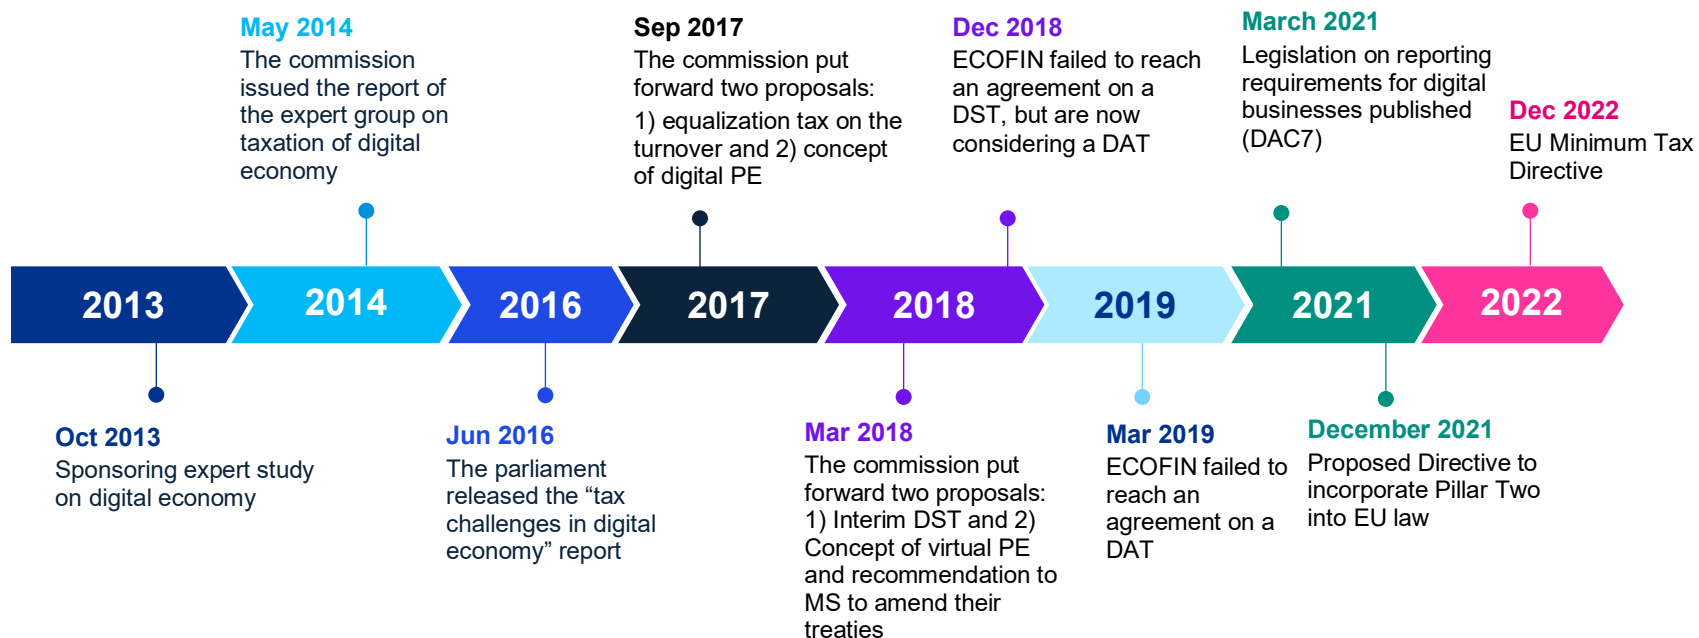 May 2014
The commission
issued the report of
the expert group on
taxation of digital
economy
Sep 2017
The commission put
forward two proposals:
1) equalization tax on the
turnover and 2) concept
of digital PE
Dec 2018
ECOFIN failed to reach
an agreement on a
DST, but are now
considering a DAT
March 2021
Legislation on reporting
requirements for digital
businesses published
(DAC7)
Dec 2022
EU Minimum Tax
Directive
2013
2014
2016
2017
2018
2019
2021
2022
Oct 2013
Sponsoring expert study
on digital economy
Jun 2016
The parliament
released the “tax
challenges in digital
economy” report
Mar 2018
The commission put
forward two proposals:
1) Interim DST and 2)
Concept of virtual PE
and recommendation to
MS to amend their
treaties
Mar 2019
ECOFIN failed to
reach an
agreement on a
DAT
December 2021
Proposed Directive to
incorporate Pillar Two
into EU law